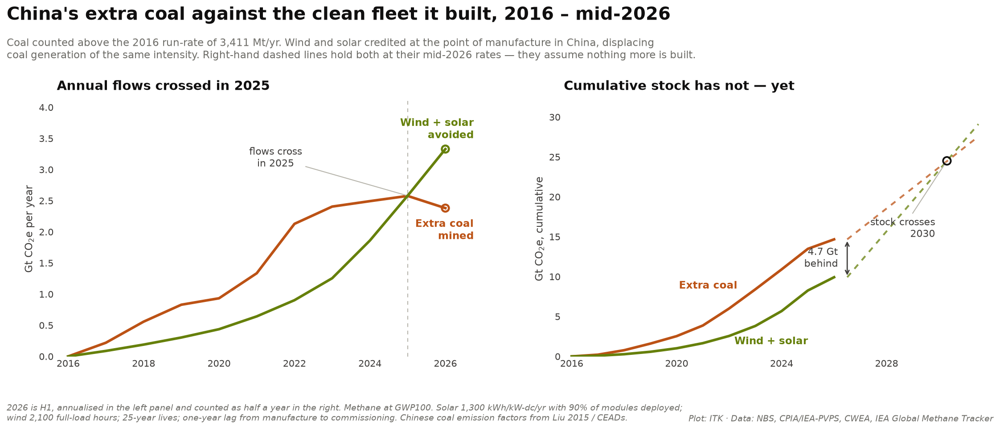 China's extra coal against the clean fleet it built, 2016 – mid-2026
Coal counted above the 2016 run-rate of 3,411 Mt/yr. Wind and solar credited at the point of manufacture in China, displacing
coal generation of the same intensity. Right-hand dashed lines hold both at their mid-2026 rates — they assume nothing more is built.
Annual flows crossed in 2025
Gt CO₂e per year
4.0
3.5
3.0
2.5
2.0
1.5
1.0
0.5
0.0
2016
2018
2020
2022
2024
2026
Wind + solar
avoided
flows cross
in 2025
Extra coal
mined
Cumulative stock has not — yet
Gt CO₂e, cumulative
30
25
20
15
10
5
0
2016
2020
2024
2028
stock crosses
2030
4.7 Gt
behind
Extra coal
Wind + solar
2026 is H1, annualised in the left panel and counted as half a year in the right. Methane at GWP100. Solar 1,300 kWh/kW-dc/yr with 90% of modules deployed;
wind 2,100 full-load hours; 25-year lives; one-year lag from manufacture to commissioning. Chinese coal emission factors from Liu 2015 / CEADs.
Plot: ITK · Data: NBS, CPIA/IEA-PVPS, CWEA, IEA Global Methane Tracker